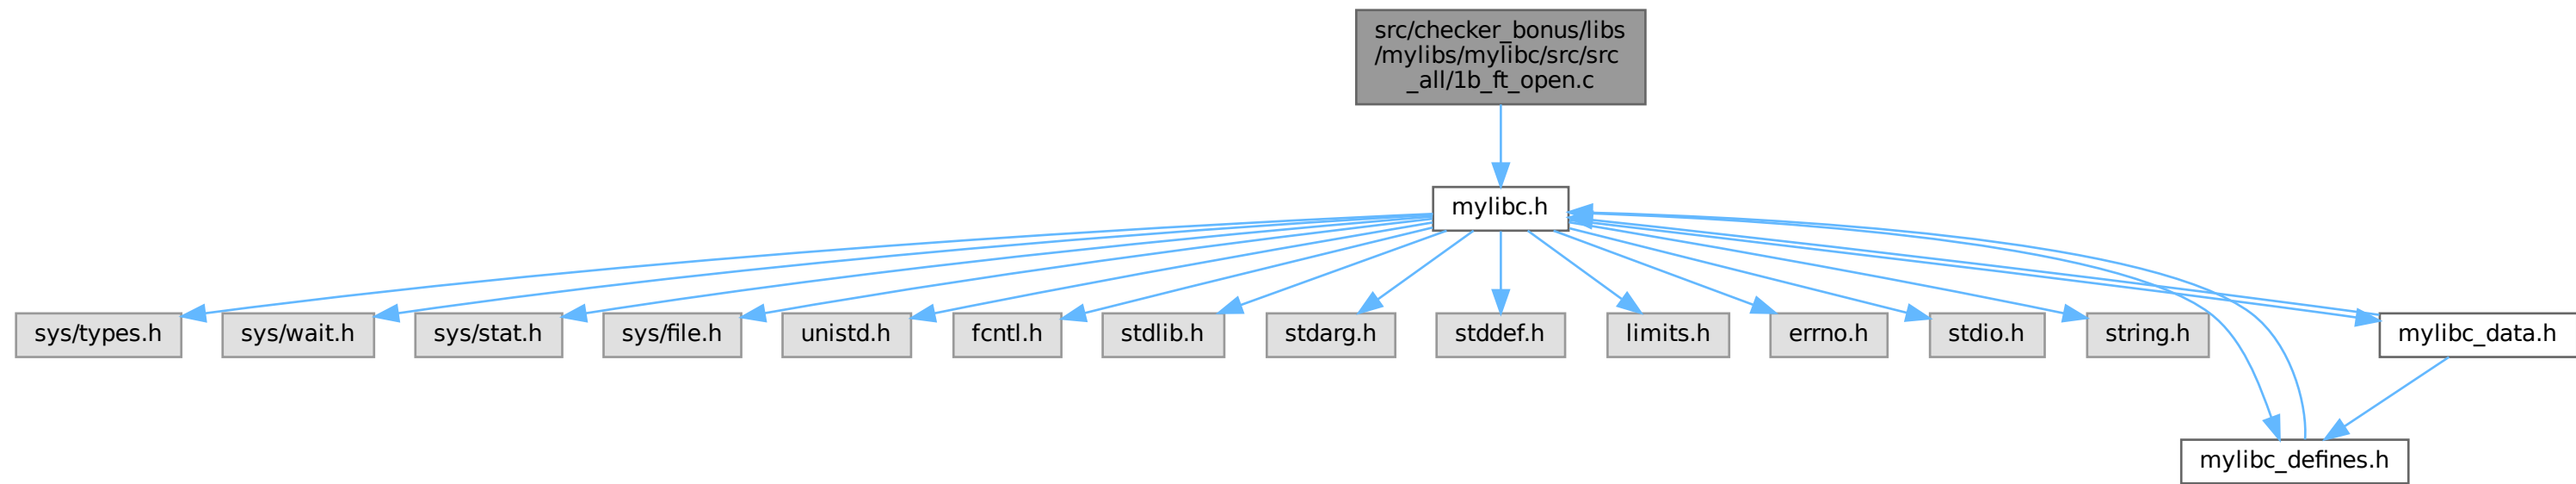 src/checker_bonus/libs
/mylibs/mylibc/src/src
_all/1b_ft_open.c
mylibc.h
sys/types.h
sys/wait.h
sys/stat.h
sys/file.h
unistd.h
fcntl.h
stdlib.h
stdarg.h
stddef.h
limits.h
errno.h
stdio.h
string.h
mylibc_data.h
mylibc_defines.h